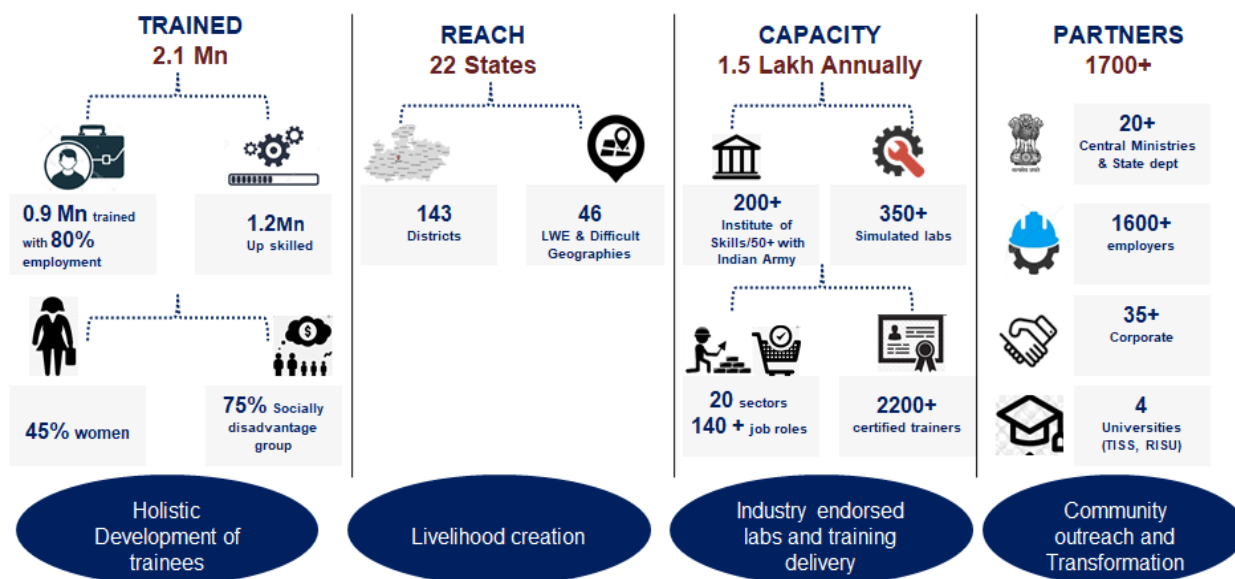 TRAINED
2.1 Mn
0.9 Mn trained
with 80%
employment
1.2Mn
Up skilled
45% women
75% Socially
disadvantage
group
Holistic
Development of
trainees
REACH
22 States
143
Districts
46
LWE & Difficult
Geographies
Livelihood creation
CAPACITY
1.5 Lakh Annually
200+
Institute of
Skills/50+ with
Indian Army
350+
Simulated labs
20 sectors
140 + job roles
2200+
certified trainers
Industry endorsed
labs and training
delivery
PARTNERS
1700+
20+
Central Ministries
& State dept
1600+
employers
35+
Corporate
4
Universities
(TISS, RISU)
Community
outreach and
Transformation